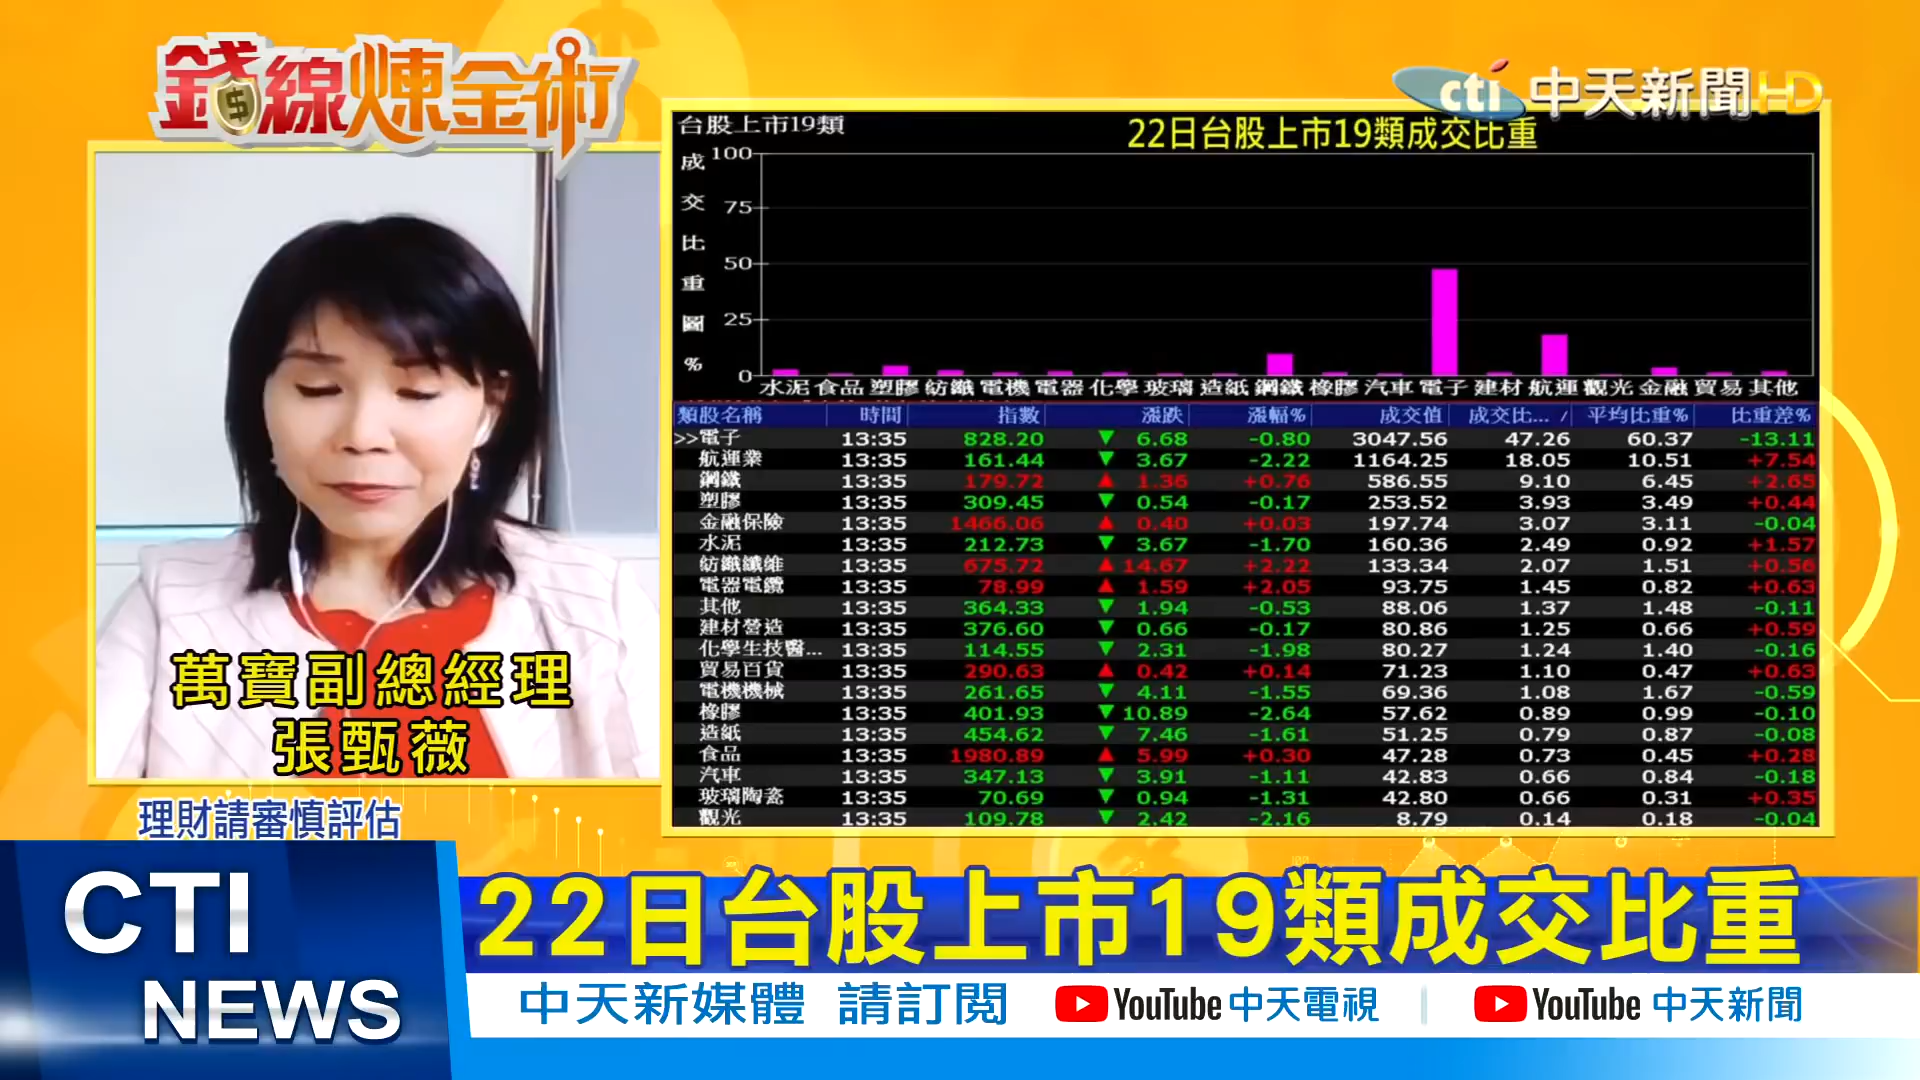 錢線煉金術
cti 中天新聞HD
台股上市19類
22日台股上市19類成交比重
成交比重圖%
100
75
50
25
0
水泥 食品 塑膠 紡織 電機 電器 化學 玻璃 造紙 鋼鐵 橡膠 汽車 電子 建材 航運 觀光 金融 貿易 其他
類股名稱 時間 指數 漲跌 漲幅% 成交值 成交比... / 平均比重% 比重差%
>>電子 13:35 828.20 ▼ 6.68 -0.80 3047.56 47.26 60.37 -13.11
航運業 13:35 161.44 ▼ 3.67 -2.22 1164.25 18.05 10.51 +7.54
鋼鐵 13:35 179.72 ▲ 1.36 +0.76 586.55 9.10 6.45 +2.65
塑膠 13:35 309.45 ▼ 0.54 -0.17 253.52 3.93 3.49 +0.44
金融保險 13:35 1466.06 ▲ 0.40 +0.03 197.74 3.07 3.11 -0.04
水泥 13:35 212.73 ▼ 3.67 -1.70 160.36 2.49 0.92 +1.57
紡織纖維 13:35 675.72 ▲ 14.67 +2.22 133.34 2.07 1.51 +0.56
電器電纜 13:35 78.99 ▲ 1.59 +2.05 93.75 1.45 0.82 +0.63
其他 13:35 364.33 ▼ 1.94 -0.53 88.06 1.37 1.48 -0.11
建材營造 13:35 376.60 ▼ 0.66 -0.17 80.86 1.25 0.66 +0.59
化學生技醫... 13:35 114.55 ▼ 2.31 -1.98 80.27 1.24 1.40 -0.16
貿易百貨 13:35 290.63 ▲ 0.42 +0.14 71.23 1.10 0.47 +0.63
電機機械 13:35 261.65 ▼ 4.11 -1.55 69.36 1.08 1.67 -0.59
橡膠 13:35 401.93 ▼ 10.89 -2.64 57.62 0.89 0.99 -0.10
造紙 13:35 454.62 ▼ 7.46 -1.61 51.25 0.79 0.87 -0.08
食品 13:35 1980.89 ▲ 5.99 +0.30 47.28 0.73 0.45 +0.28
汽車 13:35 347.13 ▼ 3.91 -1.11 42.83 0.66 0.84 -0.18
玻璃陶瓷 13:35 70.69 ▼ 0.94 -1.31 42.80 0.66 0.31 +0.35
觀光 13:35 109.78 ▼ 2.42 -2.16 8.79 0.14 0.18 -0.04
萬寶副總經理
張甄薇
理財請審慎評估
CTI
NEWS
22日台股上市19類成交比重
中天新媒體 請訂閱 YouTube 中天電視 | YouTube 中天新聞